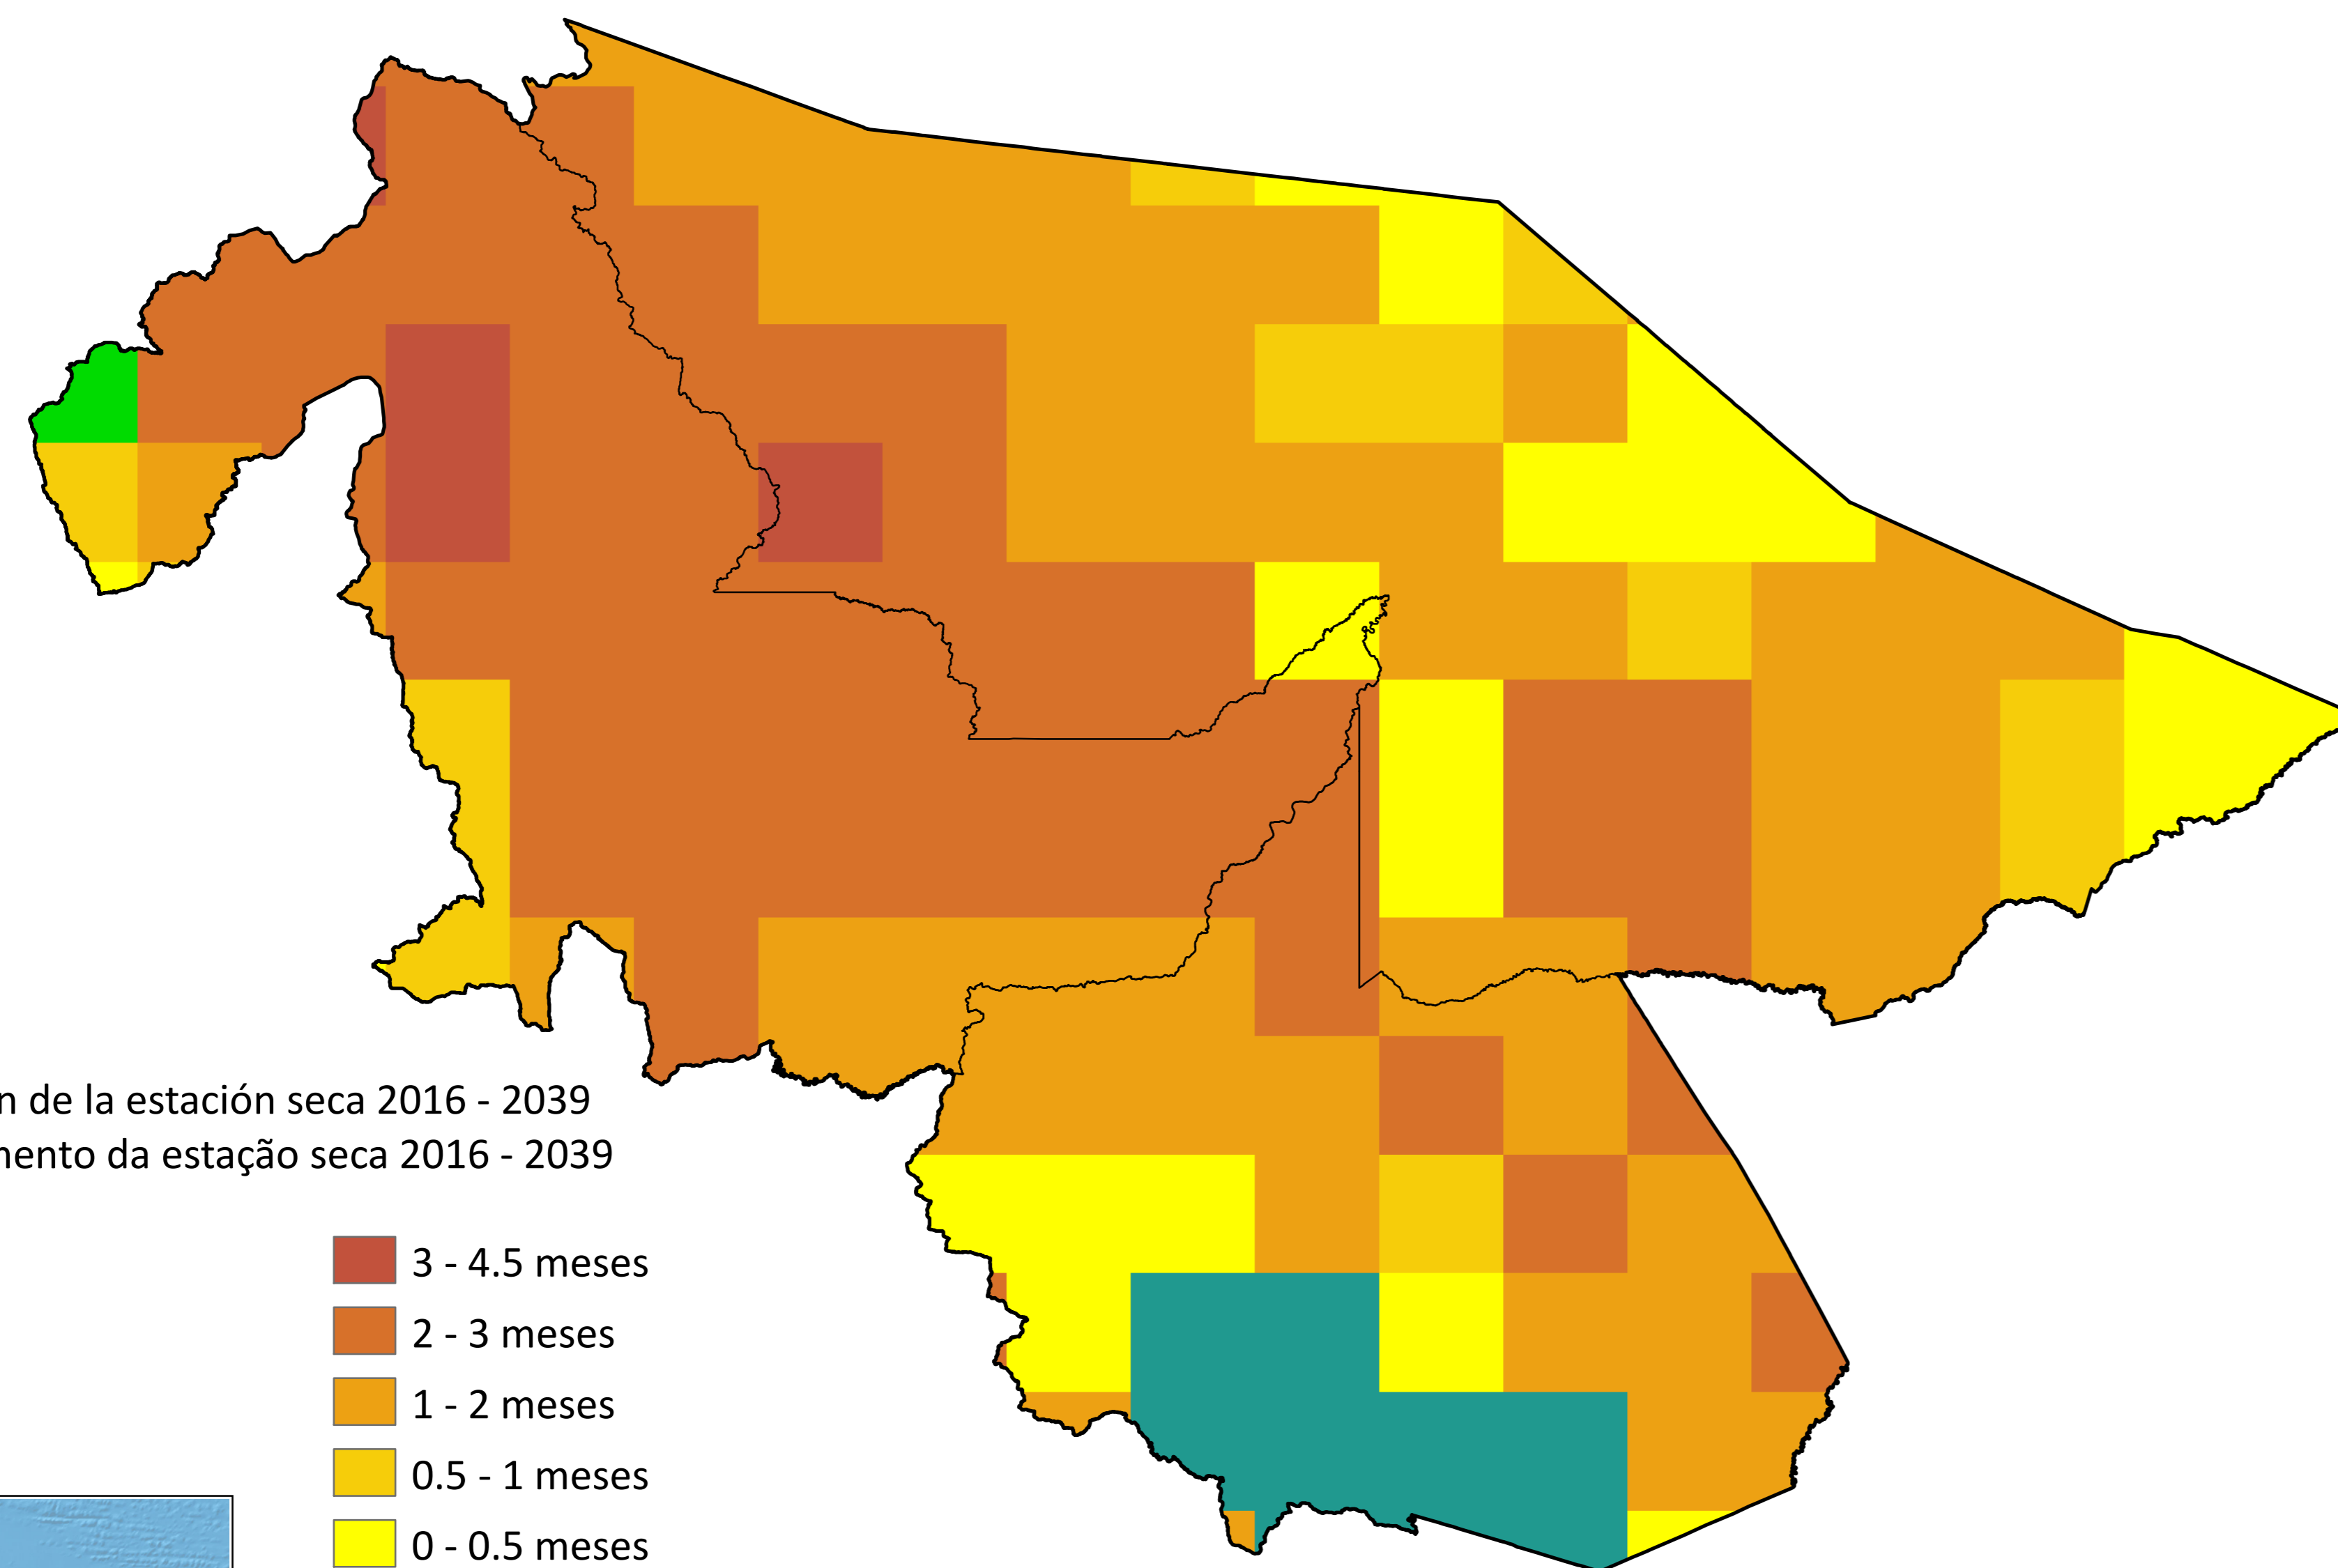 de la estación seca 2016 - 2039
da estação seca 2016 - 2039
3 - 4.5 meses
2 - 3 meses
1 - 2 meses
0.5 - 1 meses
0 - 0.5 meses